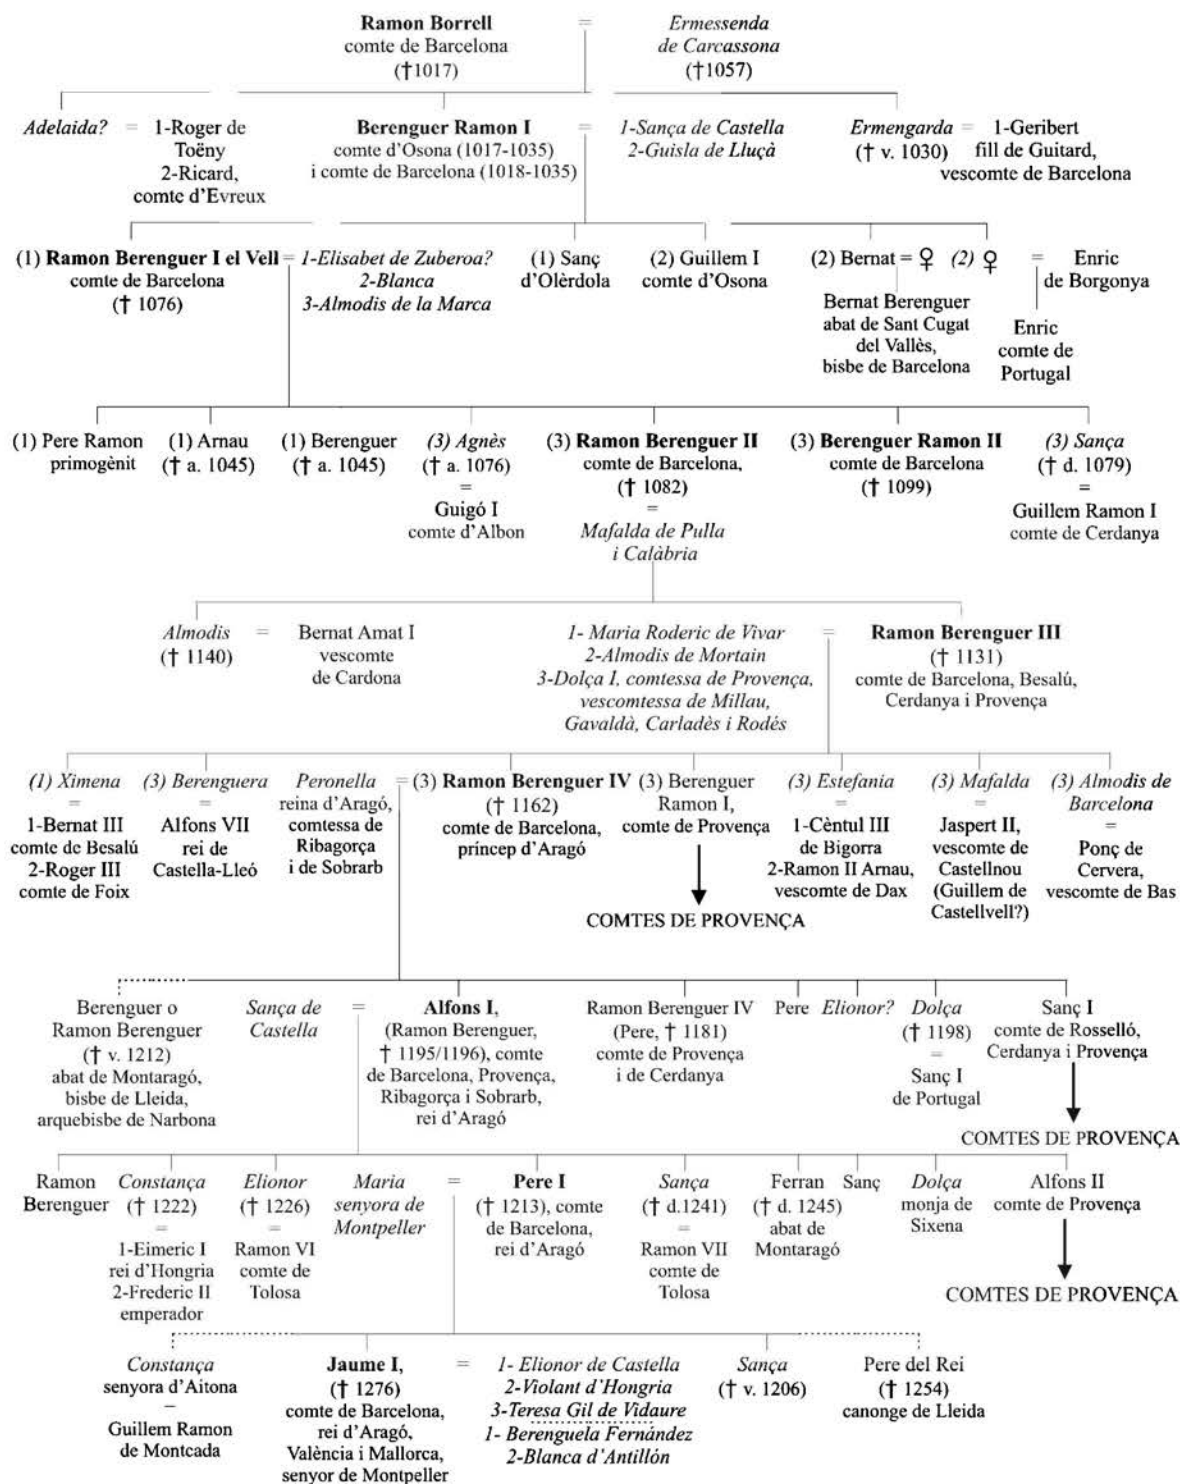 Ramon Borrell
comte de Barcelona
(†1017)
=
Ermessenda
de Carcassona
(†1057)
Adelaida?
=
1-Roger de
Toëny
2-Ricard,
comte d'Evreux
Berenguer Ramon I
comte d'Osona (1017-1035)
i comte de Barcelona (1018-1035)
=
1-Sança de Castella
2-Guisla de Lluçà
Ermengarda
(† v. 1030)
=
1-Geribert
fill de Guitard,
vescomte de Barcelona
(1) Ramon Berenguer I el Vell
comte de Barcelona
(† 1076)
=
1-Elisabet de Zuberoa?
2-Blanca
3-Almodis de la Marca
(1) Sanç
d'Olèrdola
(2) Guillem I
comte d'Osona
(2) Bernat = ♀
Bernat Berenguer
abat de Sant Cugat
del Vallès,
bisbe de Barcelona
(2) ♀
=
Enric
de Borgonya
Enric
comte de
Portugal
(1) Pere Ramon
primogènit
(1) Arnau
(† a. 1045)
(1) Berenguer
(† a. 1045)
(3) Agnès
(† a. 1076)
=
Guigó I
comte d'Albon
(3) Ramon Berenguer II
comte de Barcelona,
(† 1082)
=
Mafalda de Pulla
i Calàbria
(3) Berenguer Ramon II
comte de Barcelona
(† 1099)
(3) Sança
(† d. 1079)
=
Guillem Ramon I
comte de Cerdanya
Almodis
(† 1140)
=
Bernat Amat I
vescomte
de Cardona
1- Maria Roderic de Vivar
2-Almodis de Mortain
3-Dolça I, comtessa de Provença,
vescomtessa de Millau,
Gavaldà, Carladès i Rodés
=
Ramon Berenguer III
(† 1131)
comte de Barcelona, Besalú,
Cerdanya i Provença
(1) Ximena
=
1-Bernat III
comte de Besalú
2-Roger III
comte de Foix
(3) Berenguera
=
Alfons VII
rei de
Castella-Lleó
Peronella
reina d'Aragó,
comtessa de
Ribagorça
i de Sobrarb
=
(3) Ramon Berenguer IV
(† 1162)
comte de Barcelona,
príncep d'Aragó
(3) Berenguer
Ramon I,
comte de Provença
COMTES DE PROVENÇA
(3) Estefania
=
1-Cèntul III
de Bigorra
2-Ramon II Arnau,
vescomte de Dax
(3) Mafalda
=
Jaspert II,
vescomte de
Castellnou
(Guillem de
Castellvell?)
(3) Almodis de
Barcelona
=
Ponç de
Cervera,
vescomte de Bas
Berenguer o
Ramon Berenguer
(† v. 1212)
abat de Montaragó,
bisbe de Lleida,
arquebisbe de Narbona
Sança de
Castella
=
Alfons I,
(Ramon Berenguer,
† 1195/1196), comte
de Barcelona, Provença,
Ribagorça i Sobrarb,
rei d'Aragó
Ramon Berenguer IV
(Pere, † 1181)
comte de Provença
i de Cerdanya
Pere
Elionor?
Dolça
(† 1198)
=
Sanç I
de Portugal
Sanç I
comte de Rosselló,
Cerdanya i Provença
COMTES DE PROVENÇA
Ramon
Berenguer
Constança
(† 1222)
=
1-Eimeric I
rei d'Hongria
2-Frederic II
emperador
Elionor
(† 1226)
=
Ramon VI
comte de
Tolosa
Maria
senyora de
Montpeller
=
Pere I
(† 1213), comte
de Barcelona,
rei d'Aragó
Sança
(† d.1241)
=
Ramon VII
comte de
Tolosa
Ferran
(† d. 1245)
abat de
Montaragó
Sanç
Dolça
monja de
Sixena
Alfons II
comte de Provença
COMTES DE PROVENÇA
Constança
senyora d'Aitona
–
Guillem Ramon
de Montcada
Jaume I,
(† 1276)
comte de Barcelona,
rei d'Aragó,
València i Mallorca,
senyor de Montpeller
=
1- Elionor de Castella
2-Violant d'Hongria
3-Teresa Gil de Vidaure
1- Berenguela Fernández
2-Blanca d'Antillón
Sança
(† v. 1206)
Pere del Rei
(† 1254)
canonge de Lleida